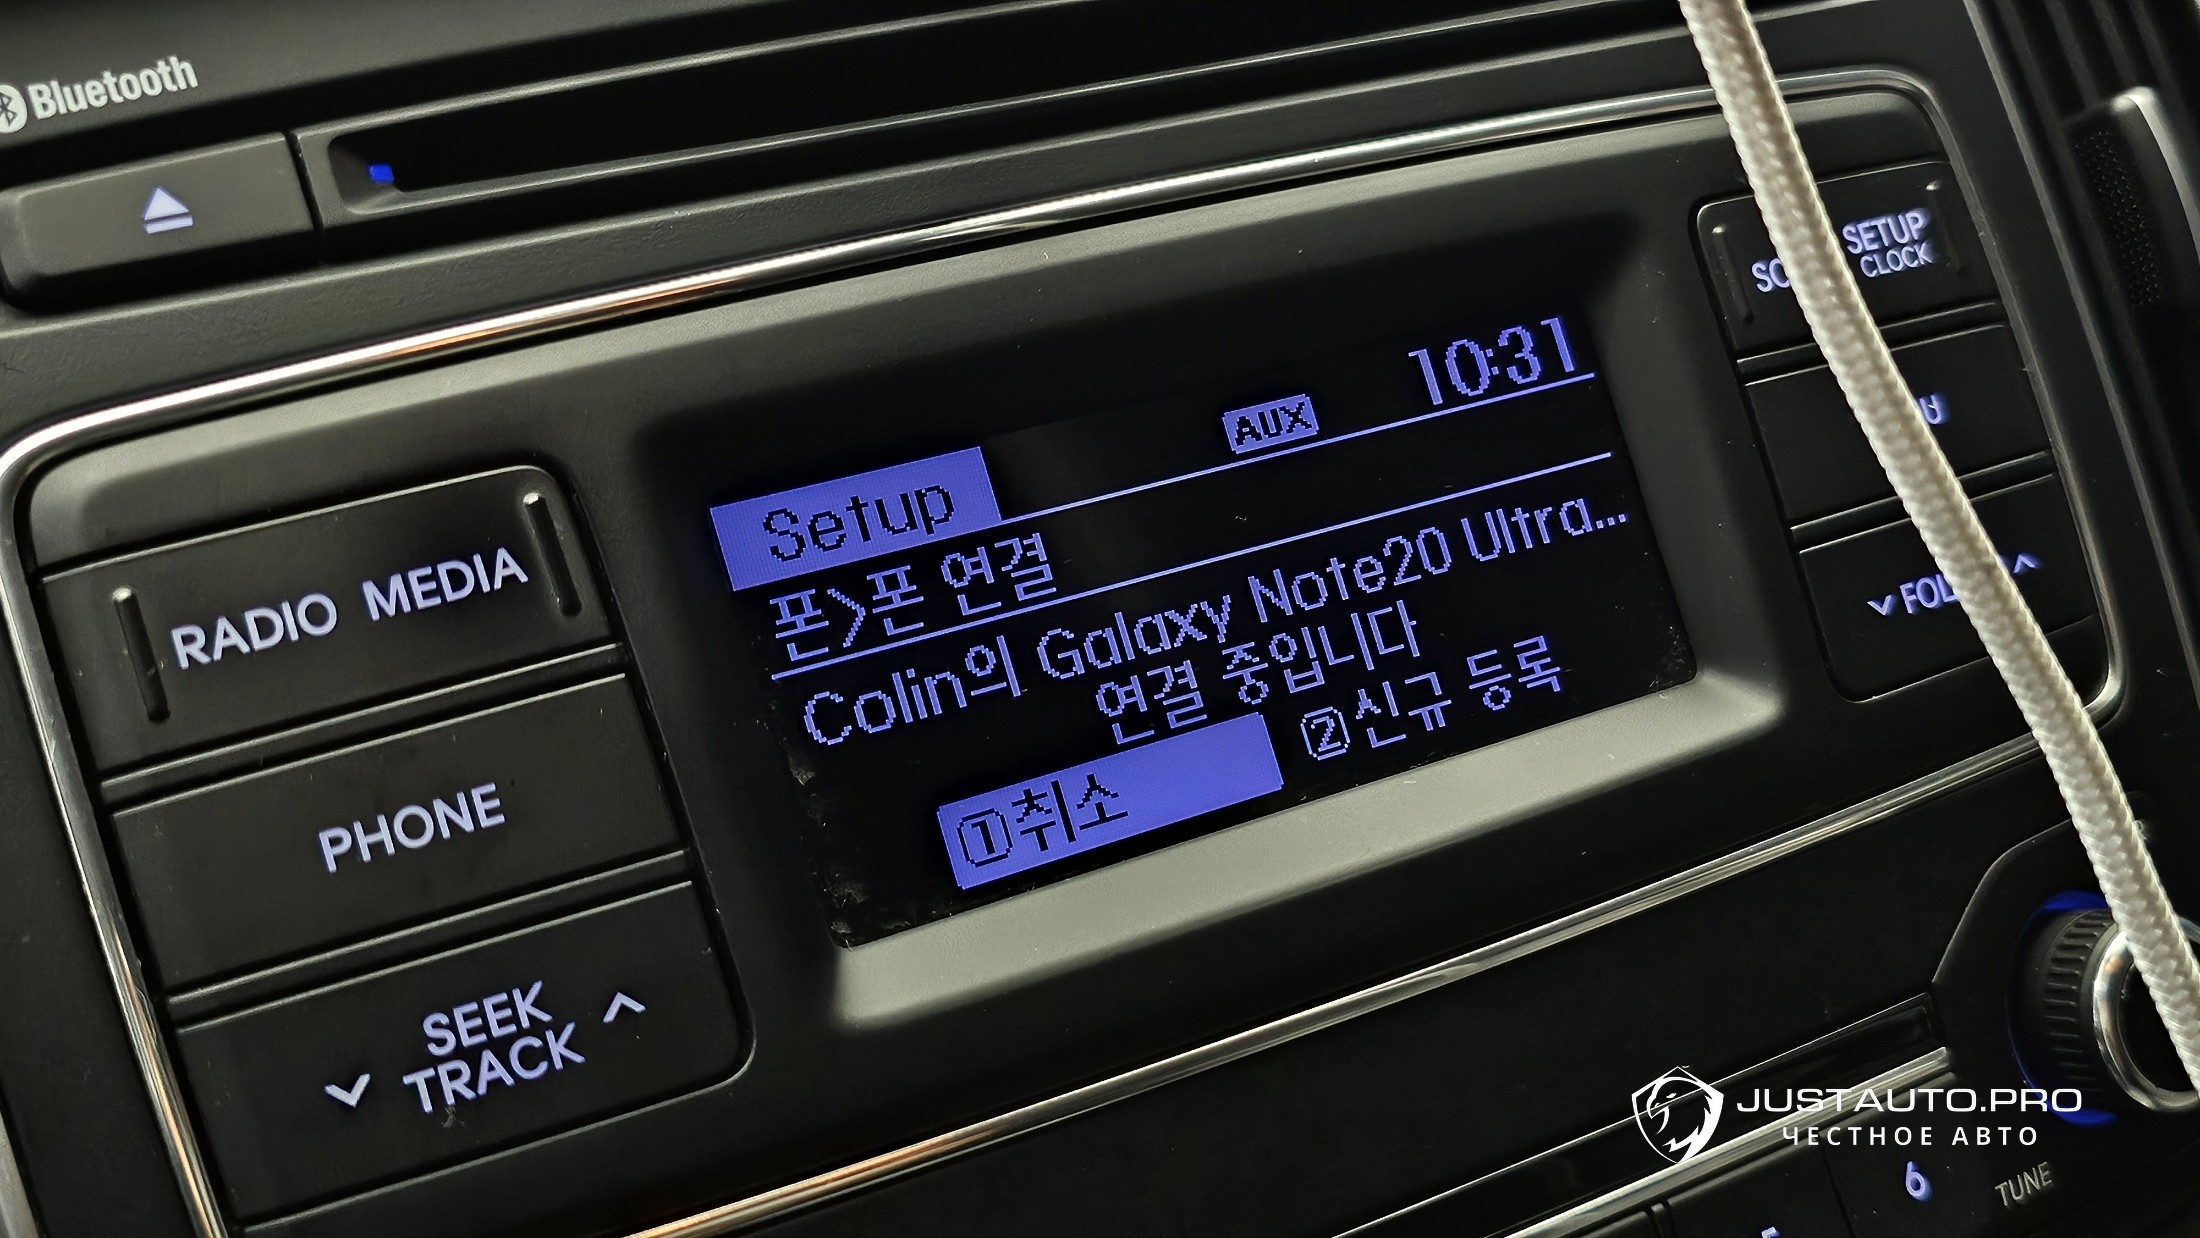 Bluetooth
SETUP
CLOCK
10:31
AUX
Setup
폰>폰 연결
Colin의 Galaxy Note20 Ultra...
연결 중입니다
①취소
②신규 등록
RADIO MEDIA
PHONE
SEEK
TRACK
JUSTAUTO.PRO
ЧЕСТНОЕ АВТО
6
TUNE